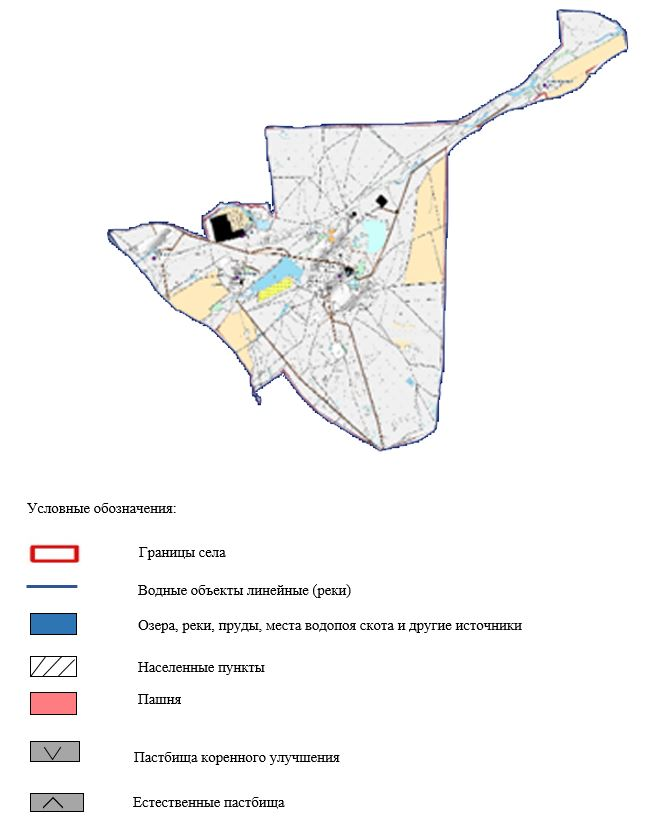 Условные обозначения:
Границы села
Водные объекты линейные (реки)
Озера, реки, пруды, места водопоя скота и другие источники
Населенные пункты
Пашня
Пастбища коренного улучшения
Естественные пастбища